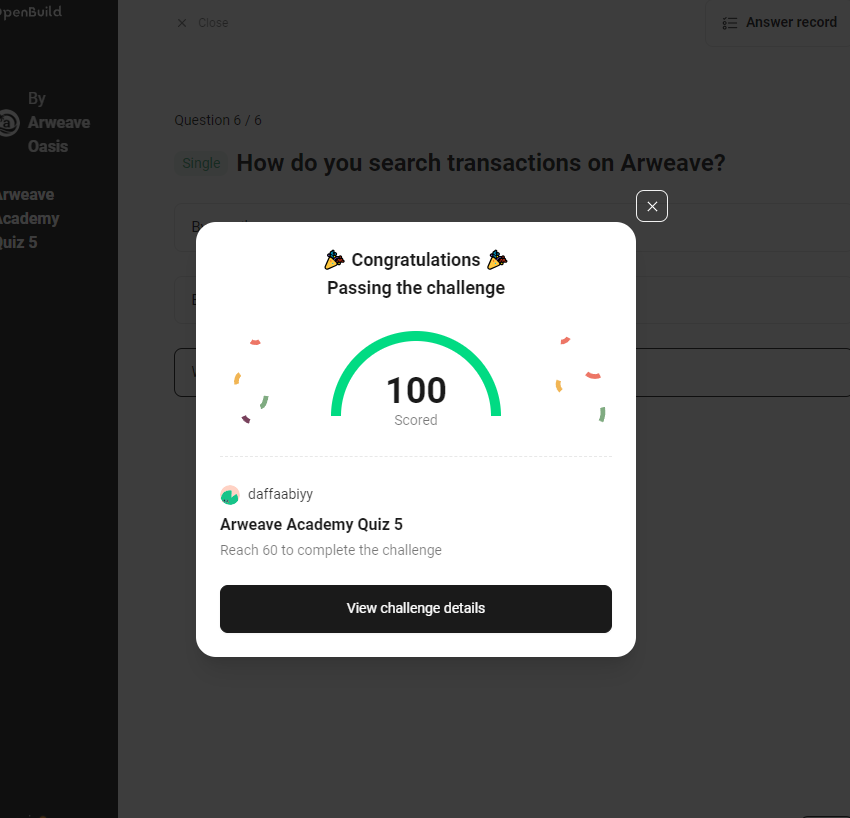 OpenBuild
Close
Answer record
By
Arweave
Oasis
Arweave
Academy
Quiz 5
Question 6 / 6
Single How do you search transactions on Arweave?
Congratulations
Passing the challenge
100
Scored
daffaabiyy
Arweave Academy Quiz 5
Reach 60 to complete the challenge
View challenge details